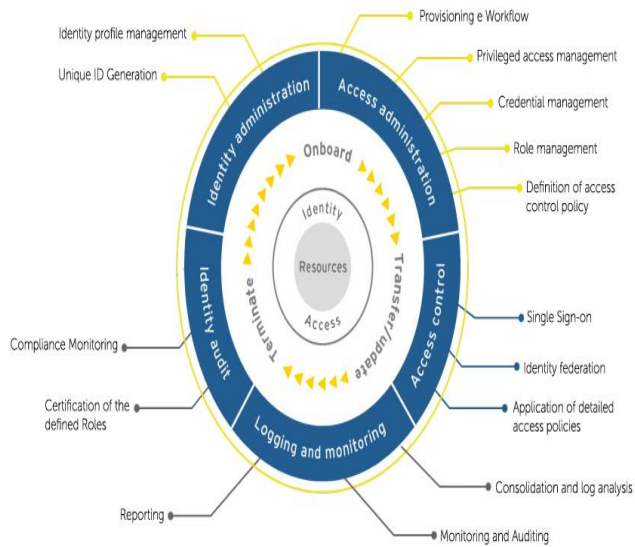 Provisioning e Workflow
Identity profile management
Privileged access management
Unique ID Generation
Credential management
Role management
Definition of access
control policy
Identity administration
Access administration
Onboard
Identity
Resources
Access
Transfer/update
Terminate
Identity audit
Access control
Logging and monitoring
Single Sign-on
Identity federation
Application of detailed
access policies
Compliance Monitoring
Certification of the
defined Roles
Consolidation and log analysis
Reporting
Monitoring and Auditing